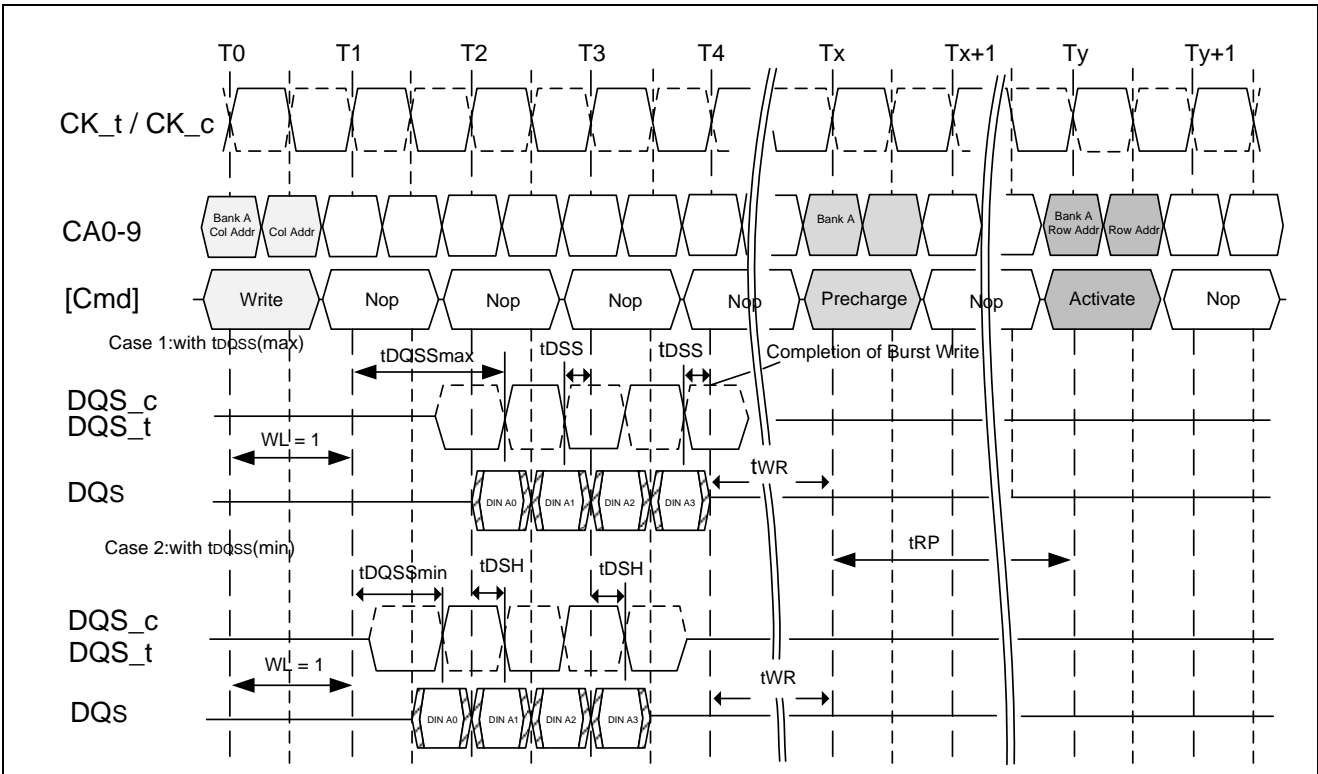 T0 T1 T2 T3 T4 Tx Tx+1 Ty Ty+1
CK_t / CK_c
CA0-9
Bank A
Col Addr
Col Addr
Bank A
Bank A
Row Addr
Row Addr
[Cmd]
Write Nop Nop Nop Nop Precharge Nop Activate Nop
Case 1:with tDQSS(max)
tDQSSmax
tDSS
tDSS
Completion of Burst Write
DQS_c
DQS_t
WL = 1
tWR
DQs
DIN A0 DIN A1 DIN A2 DIN A3
Case 2:with tDQSS(min)
tRP
tDQSSmin
tDSH
tDSH
DQS_c
DQS_t
WL = 1
tWR
DQs
DIN A0 DIN A1 DIN A2 DIN A3